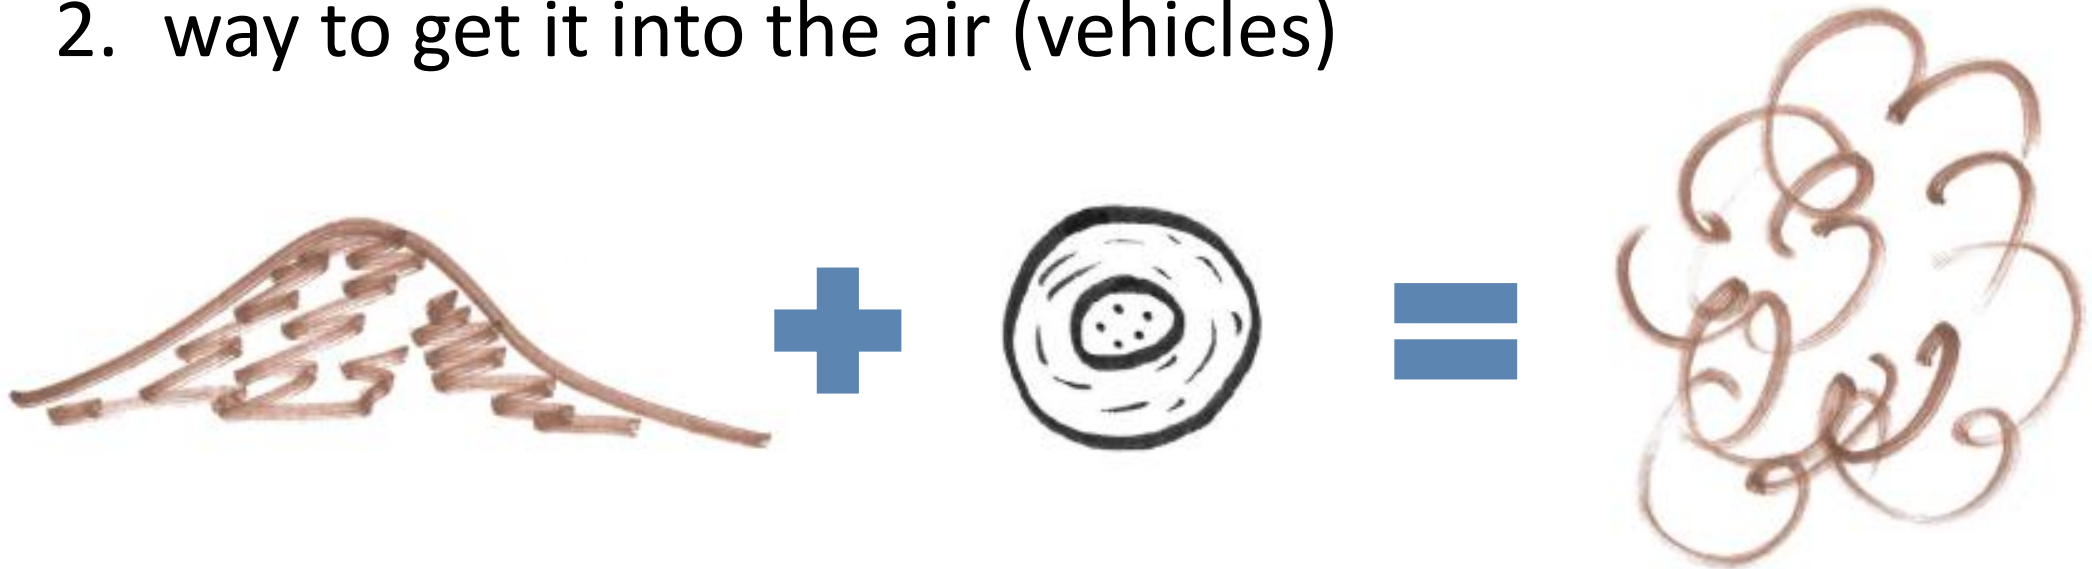 2. way to get it into the air (vehicles)